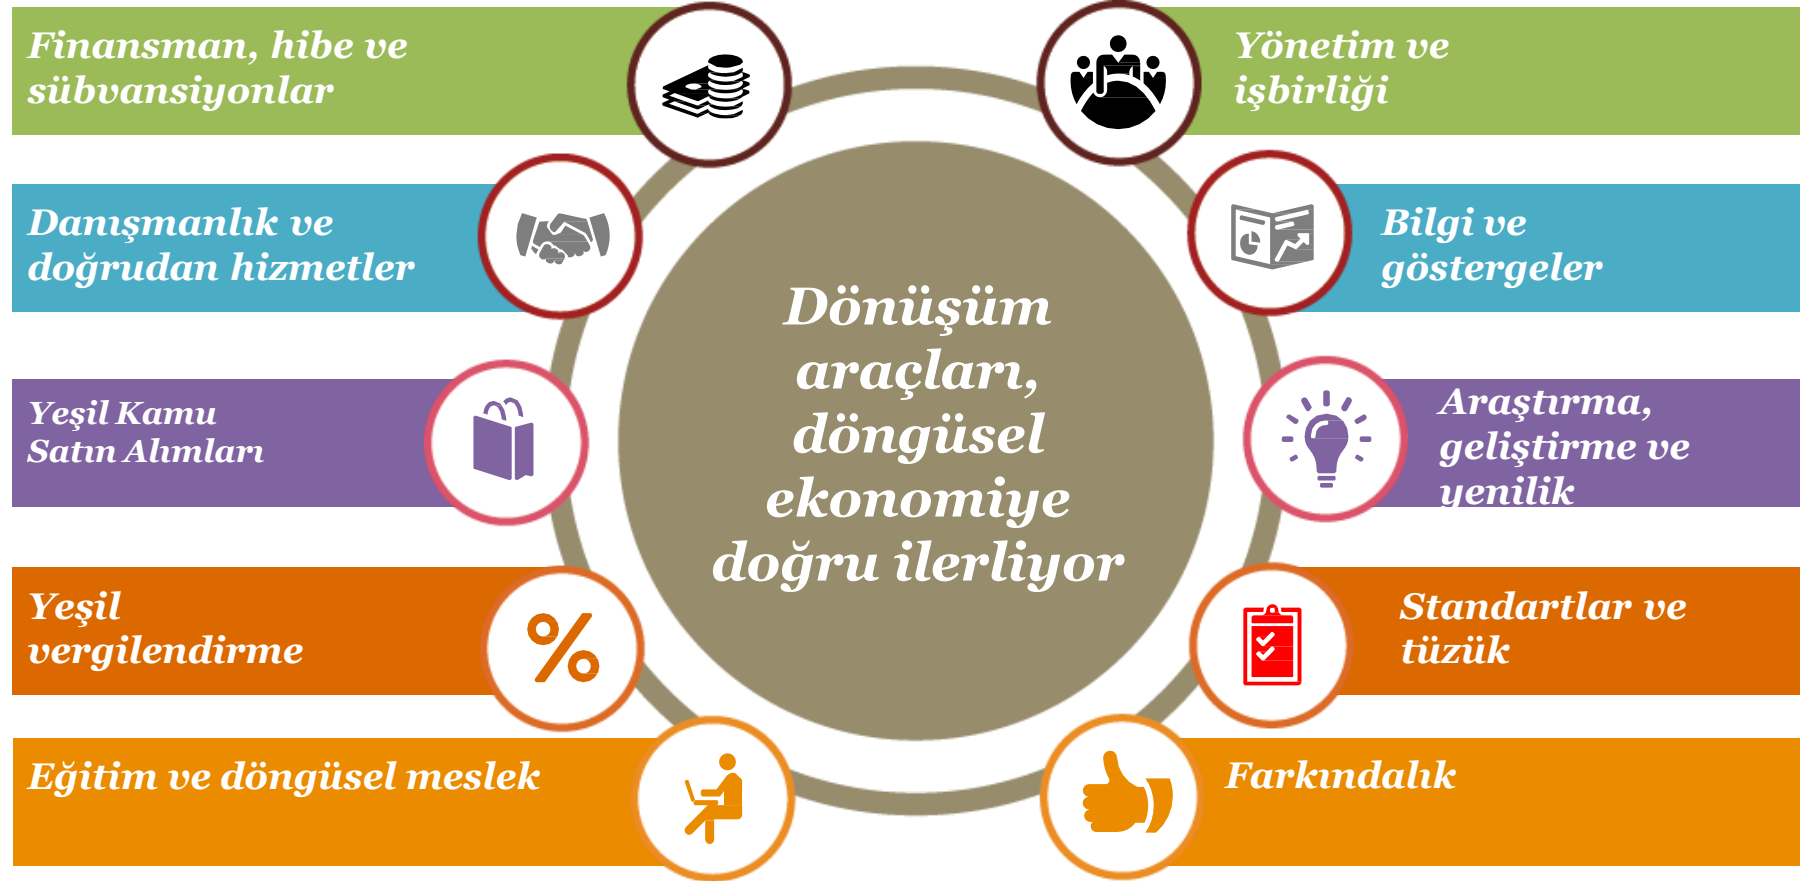 Finansman, hibe ve
sübvansiyonlar
Yönetim ve
işbirliği
Danışmanlık ve
doğrudan hizmetler
Bilgi ve
göstergeler
Dönüşüm
araçları,
döngüsel
ekonomiye
doğru ilerliyor
Yeşil Kamu
Satın Alımları
Araştırma,
geliştirme ve
yenilik
Yeşil
vergilendirme
Standartlar ve
tüzük
Eğitim ve döngüsel meslek
Farkındalık